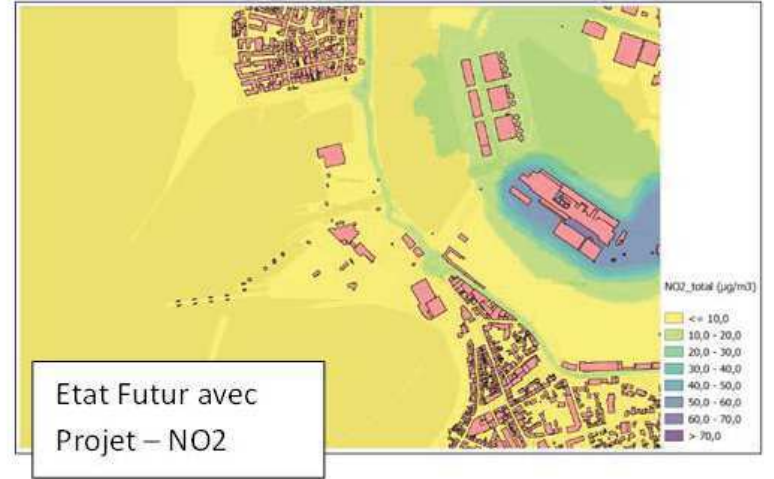 NO2_total (µg/m3)
<= 10,0
10,0 - 20,0
20,0 - 30,0
30,0 - 40,0
40,0 - 50,0
50,0 - 60,0
60,0 - 70,0
> 70,0
Etat Futur avec
Projet – NO2